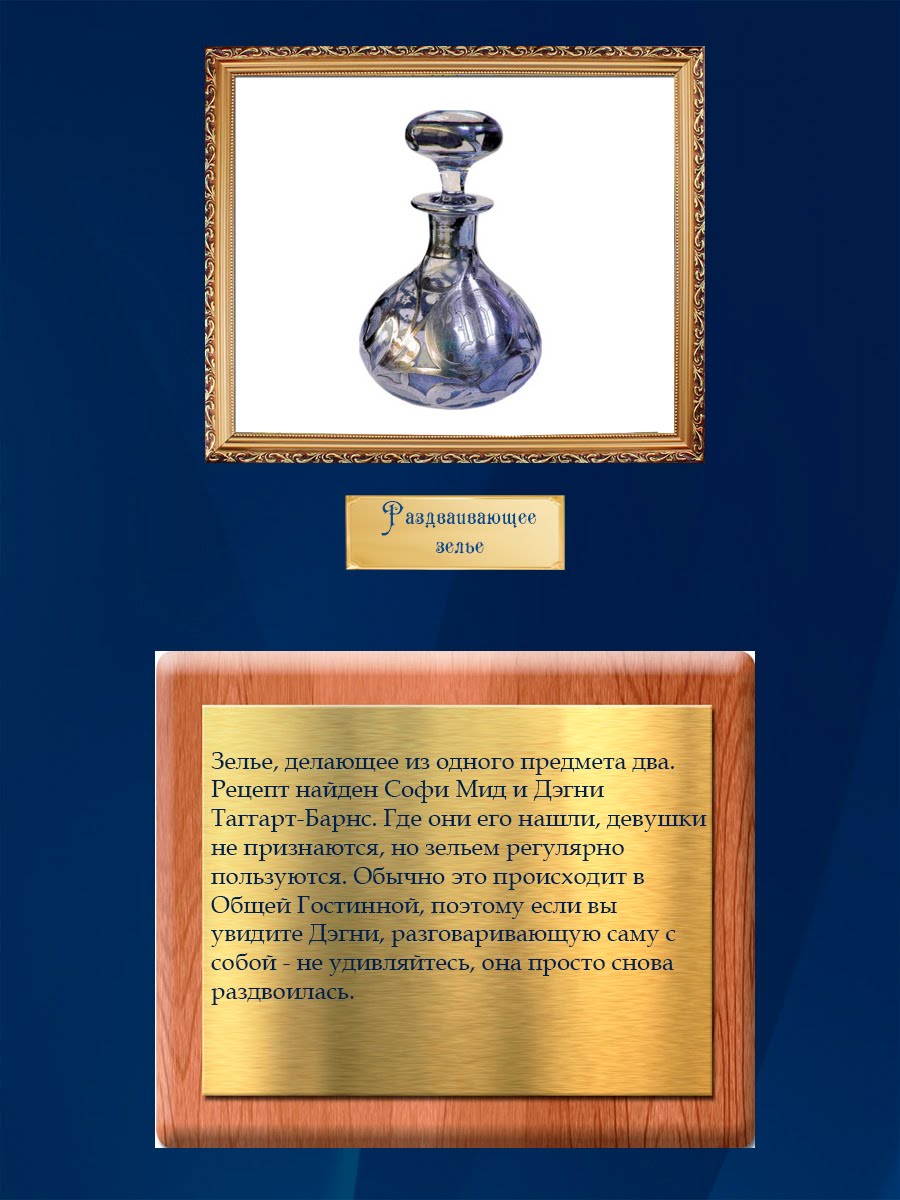 Раздваивающее
зелье
Зелье, делающее из одного предмета два.
Рецепт найден Софи Мид и Дэгни
Таггарт-Барнс. Где они его нашли, девушки
не признаются, но зельем регулярно
пользуются. Обычно это происходит в
Общей Гостинной, поэтому если вы
увидите Дэгни, разговаривающую саму с
собой - не удивляйтесь, она просто снова
раздвоилась.